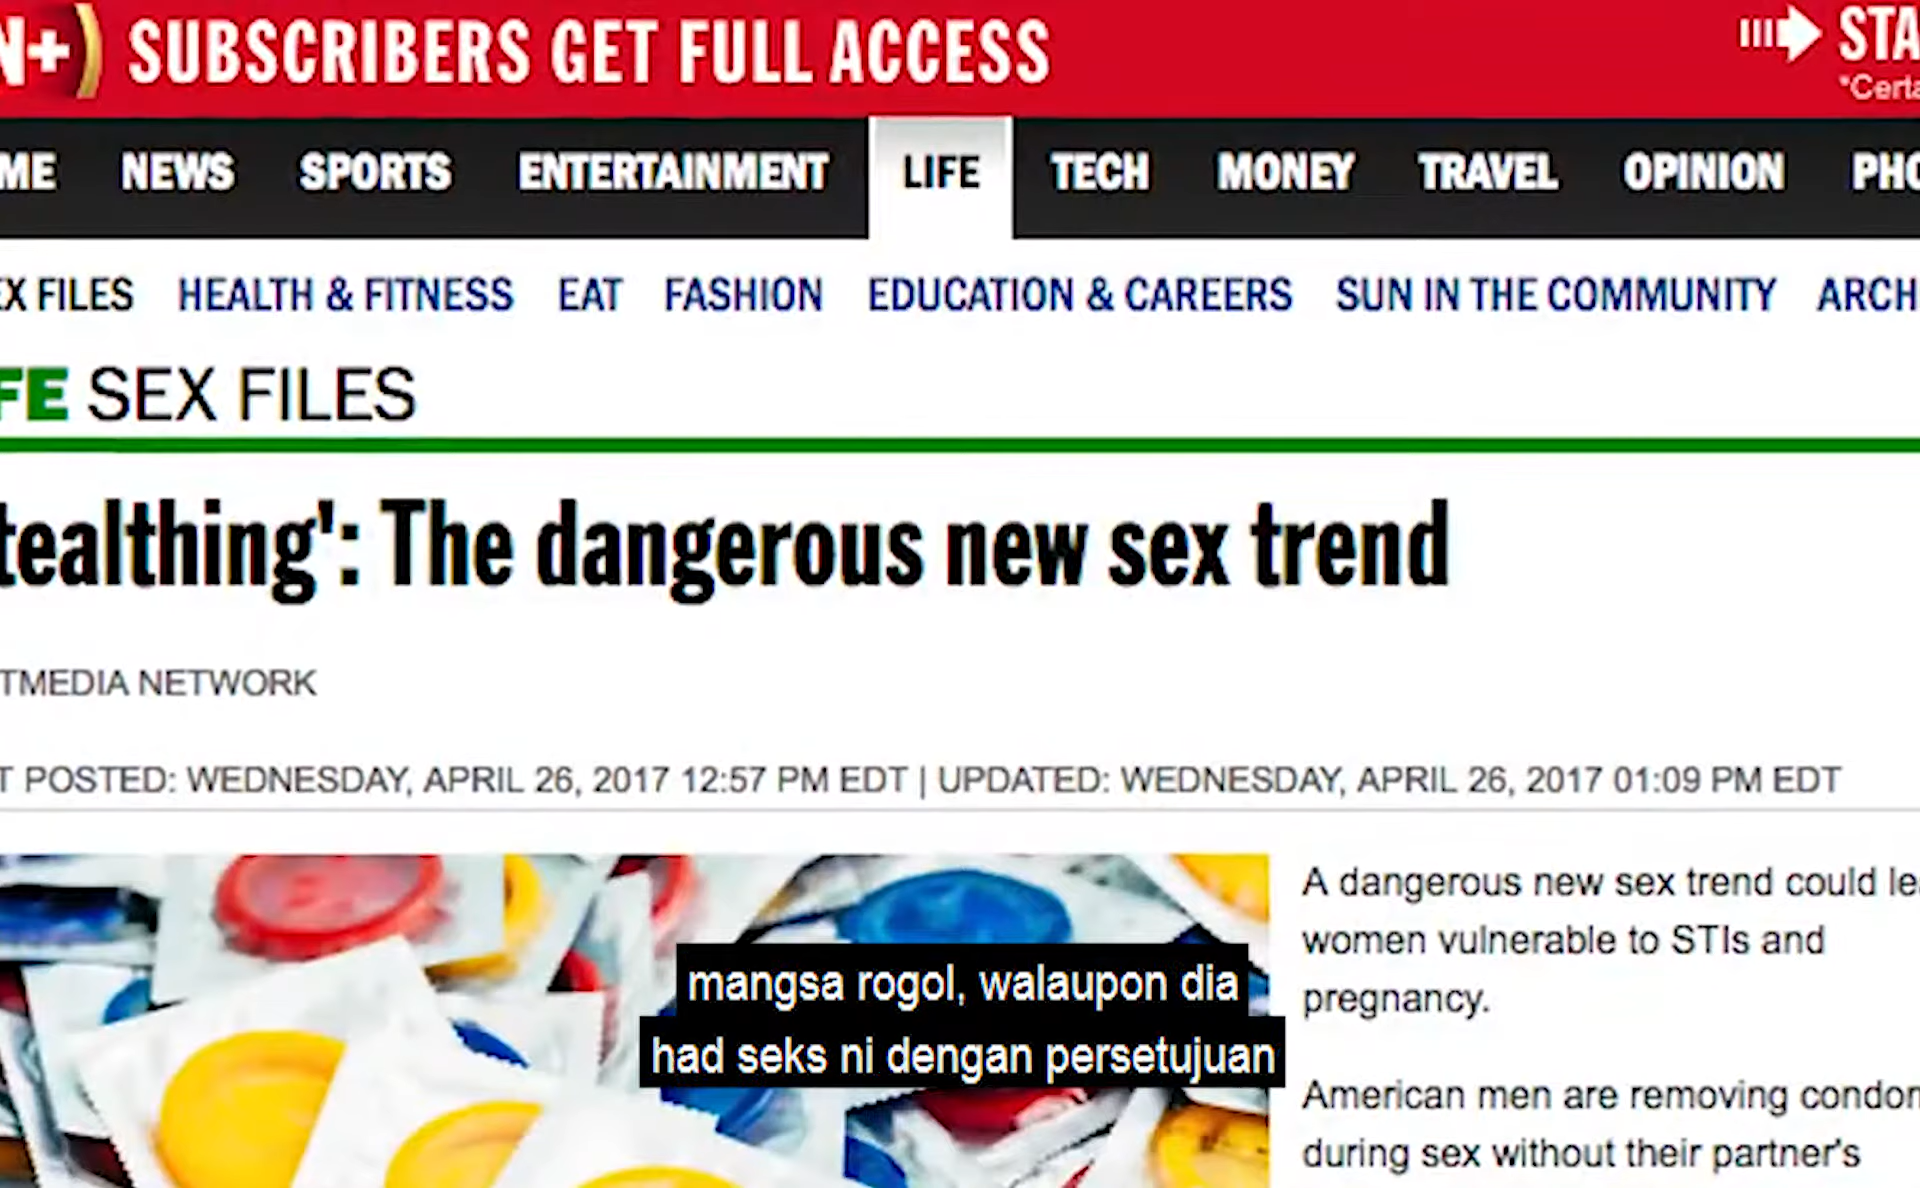 N+) SUBSCRIBERS GET FULL ACCESS
STA
*Certa
ME NEWS SPORTS ENTERTAINMENT LIFE TECH MONEY TRAVEL OPINION PHO
EX FILES HEALTH & FITNESS EAT FASHION EDUCATION & CAREERS SUN IN THE COMMUNITY ARCH
FE SEX FILES
tealthing': The dangerous new sex trend
TMEDIA NETWORK
T POSTED: WEDNESDAY, APRIL 26, 2017 12:57 PM EDT | UPDATED: WEDNESDAY, APRIL 26, 2017 01:09 PM EDT
A dangerous new sex trend could lea
women vulnerable to STIs and
pregnancy.
American men are removing condom
during sex without their partner's
mangsa rogol, walaupon dia
had seks ni dengan persetujuan